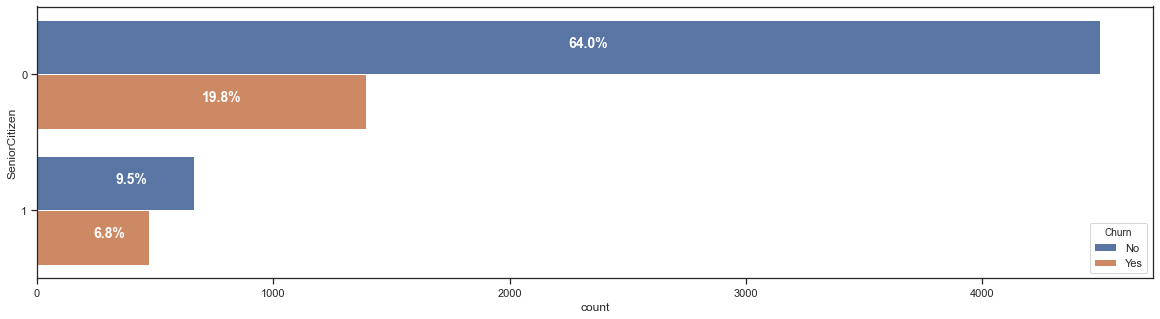 64.0%
0
19.8%
SeniorCitizen
9.5%
1
6.8%
Churn
No
Yes
0 1000 2000 3000 4000
count